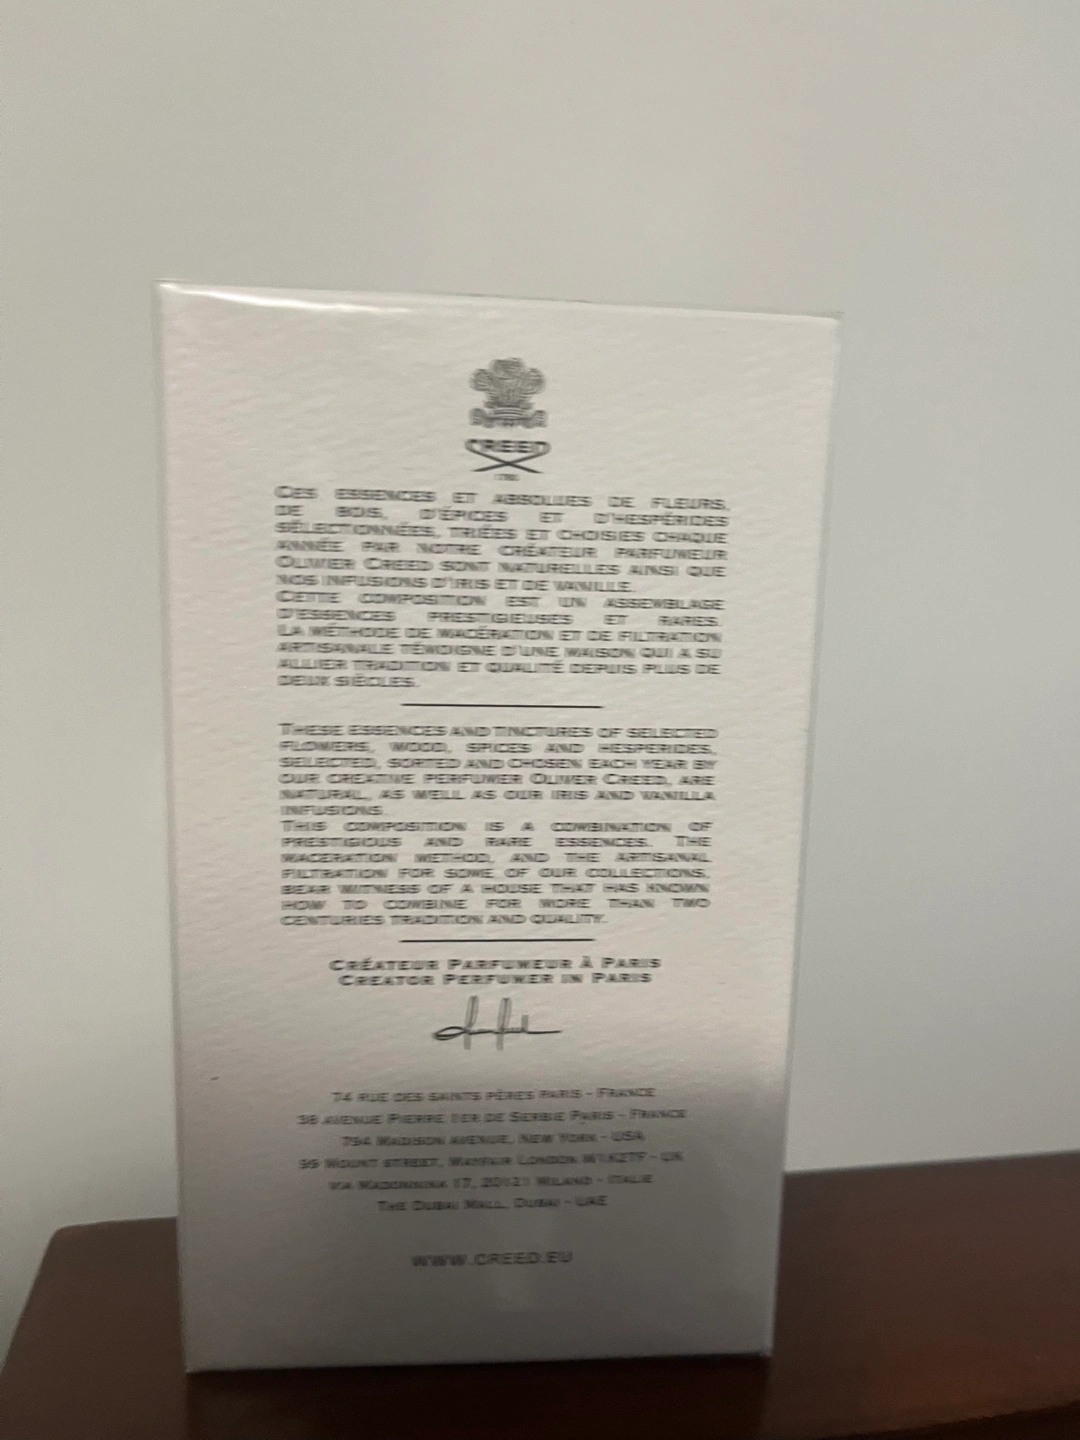 CREED
1760
CES ESSENCES ET ABSOLUES DE FLEURS,
DE BOIS, D'ÉPICES ET D'HESPÉRIDES
SÉLECTIONNÉES, TRIÉES ET CHOISIES CHAQUE
ANNÉE PAR NOTRE CRÉATEUR PARFUMEUR
OLIVIER CREED SONT NATURELLES AINSI QUE
NOS INFUSIONS D'IRIS ET DE VANILLE.
CETTE COMPOSITION EST UN ASSEMBLAGE
D'ESSENCES PRESTIGIEUSES ET RARES.
LA MÉTHODE DE MACÉRATION ET DE FILTRATION
ARTISANALE TÉMOIGNE D'UNE MAISON QUI A SU
ALLIER TRADITION ET QUALITÉ DEPUIS PLUS DE
DEUX SIÈCLES.
THESE ESSENCES AND TINCTURES OF SELECTED
FLOWERS, WOOD, SPICES AND HESPERIDES,
SELECTED, SORTED AND CHOSEN EACH YEAR BY
OUR CREATIVE PERFUMER OLIVIER CREED, ARE
NATURAL, AS WELL AS OUR IRIS AND VANILLA
INFUSIONS.
THIS COMPOSITION IS A COMBINATION OF
PRESTIGIOUS AND RARE ESSENCES. THE
MACERATION METHOD, AND THE ARTISANAL
FILTRATION FOR SOME OF OUR COLLECTIONS,
BEAR WITNESS OF A HOUSE THAT HAS KNOWN
HOW TO COMBINE FOR MORE THAN TWO
CENTURIES TRADITION AND QUALITY.
CRÉATEUR PARFUMEUR À PARIS
CREATOR PERFUMER IN PARIS
74 RUE DES SAINTS PÈRES PARIS - FRANCE
38 AVENUE PIERRE 1ER DE SERBIE PARIS - FRANCE
794 MADISON AVENUE, NEW YORK - USA
99 MOUNT STREET, MAYFAIR LONDON W1K2TF - UK
VIA MADONNINA 17, 20121 MILANO - ITALIE
THE DUBAI MALL, DUBAI - UAE
WWW.CREED.EU